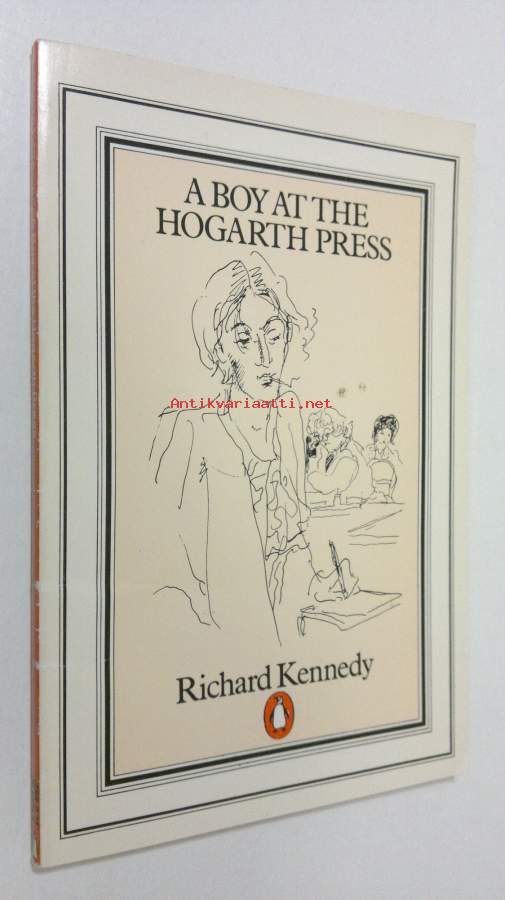 A BOY AT THE
HOGARTH PRESS
Antikvariaatti.net
Richard Kennedy